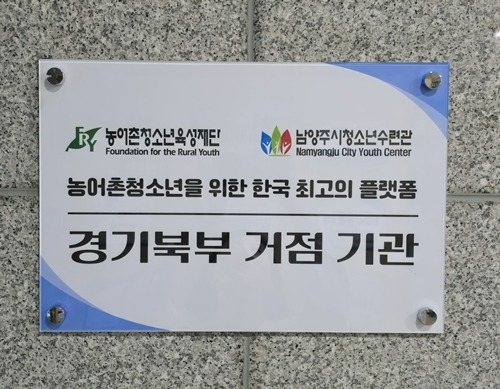 FRY 농어촌청소년육성재단
Foundation for the Rural Youth
남양주시청소년수련관
Namyangju City Youth Center
농어촌청소년을 위한 한국 최고의 플랫폼
경기북부 거점 기관